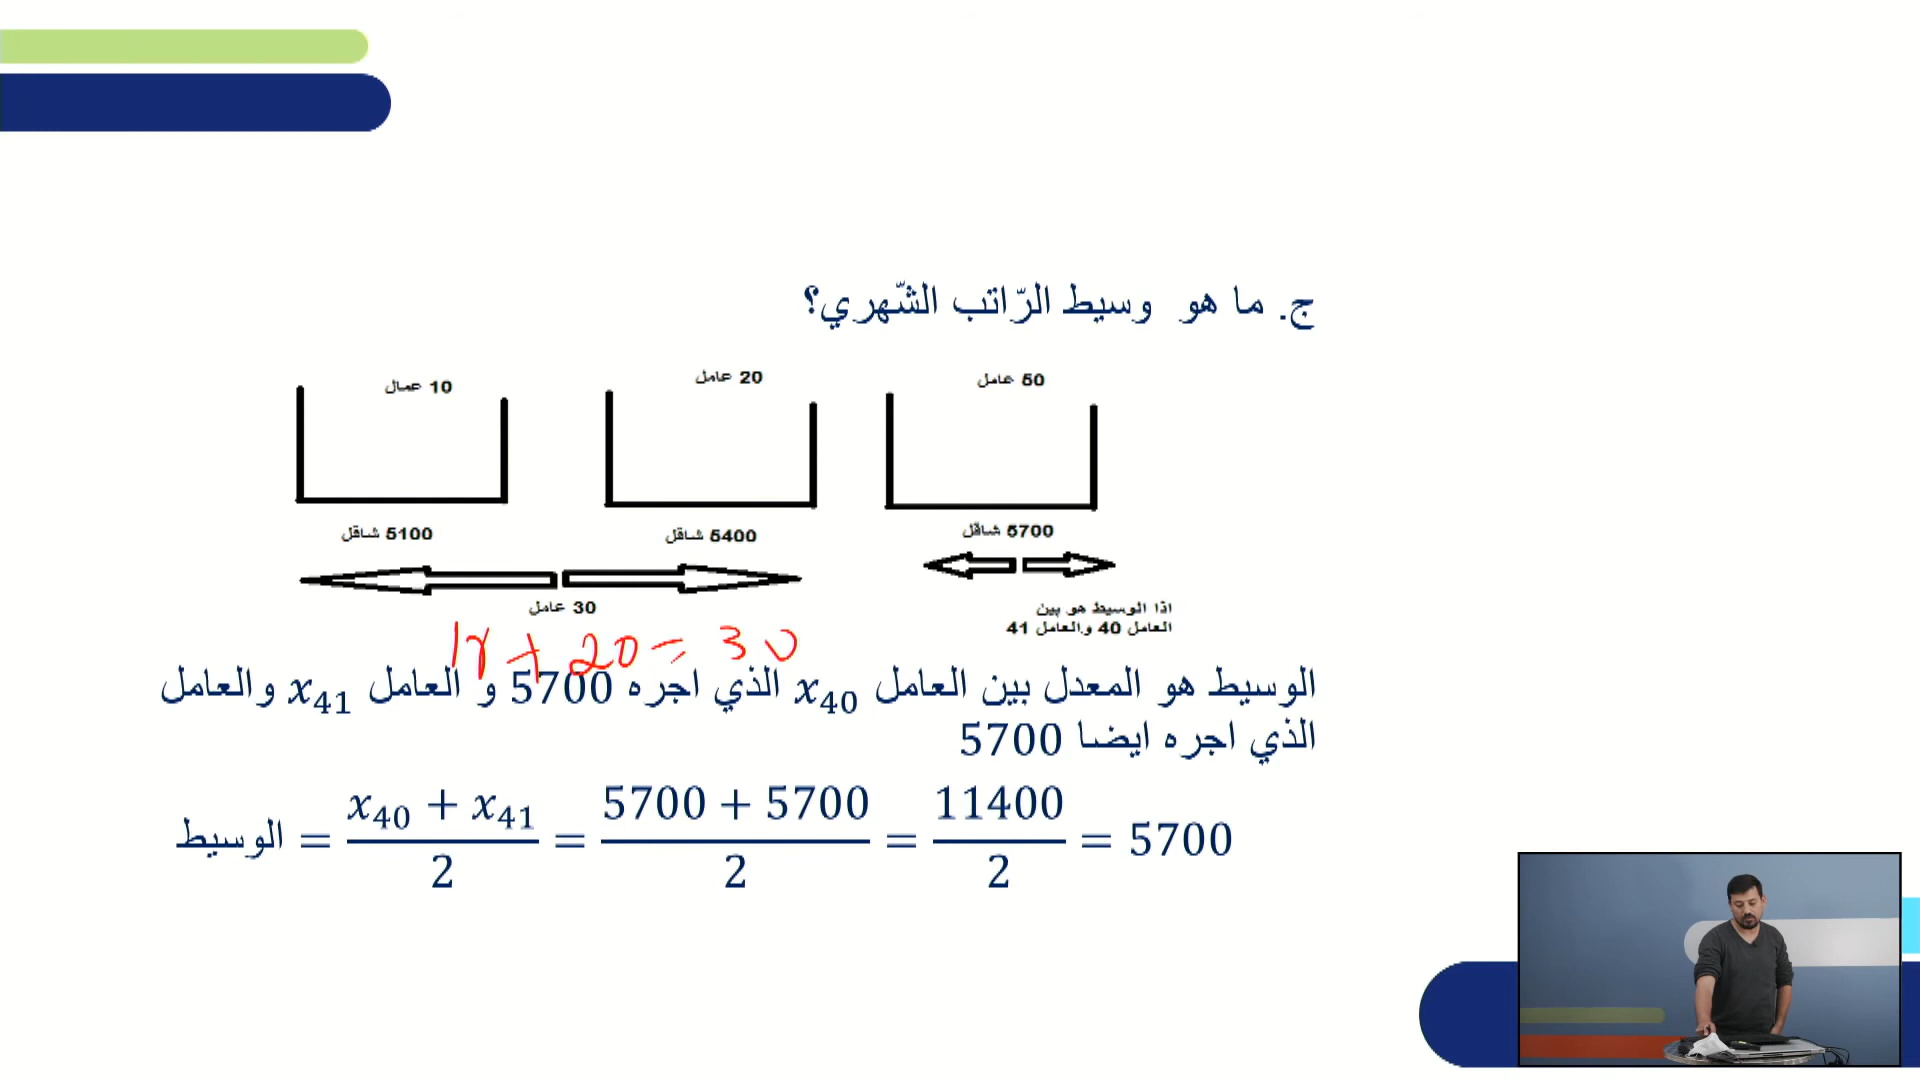 ج. ما هو وسيط الرّاتب الشّهري؟
50 عامل
20 عامل
10 عمال
5700 شاقل
5400 شاقل
5100 شاقل
30 عامل
اذا الوسيط هو بين
العامل 40 والعامل 41
10 + 20 = 30
الوسيط هو المعدل بين العامل x₄₀ الذي اجره 5700 و العامل x₄₁ والعامل
الذي اجره ايضا 5700
الوسيط = (x₄₀ + x₄₁)/2 = (5700 + 5700)/2 = 11400/2 = 5700